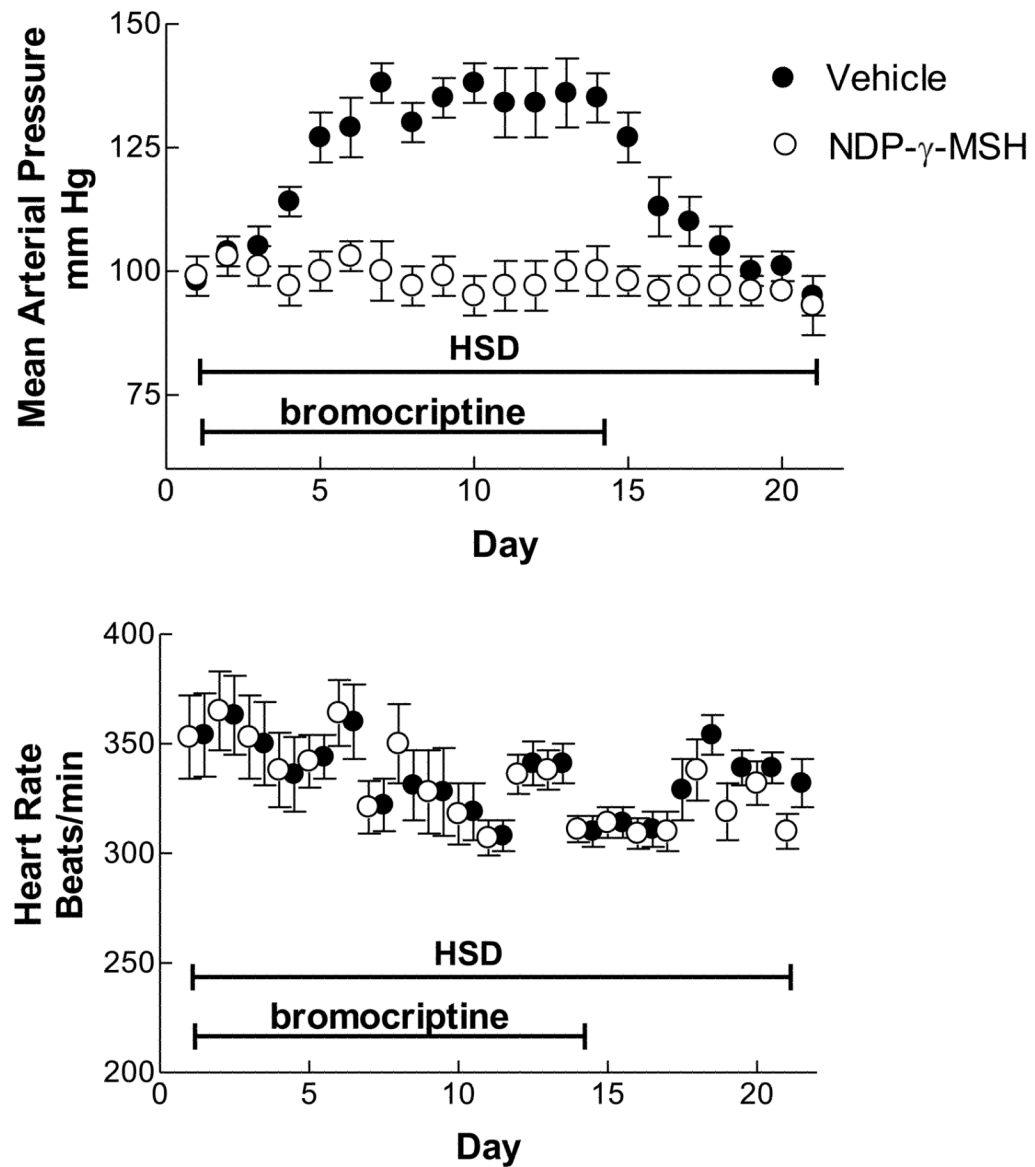 150
125
100
75
Mean Arterial Pressure
mm Hg
Vehicle
NDP-γ-MSH
HSD
bromocriptine
0 5 10 15 20
Day
400
350
300
250
200
Heart Rate
Beats/min
HSD
bromocriptine
0 5 10 15 20
Day